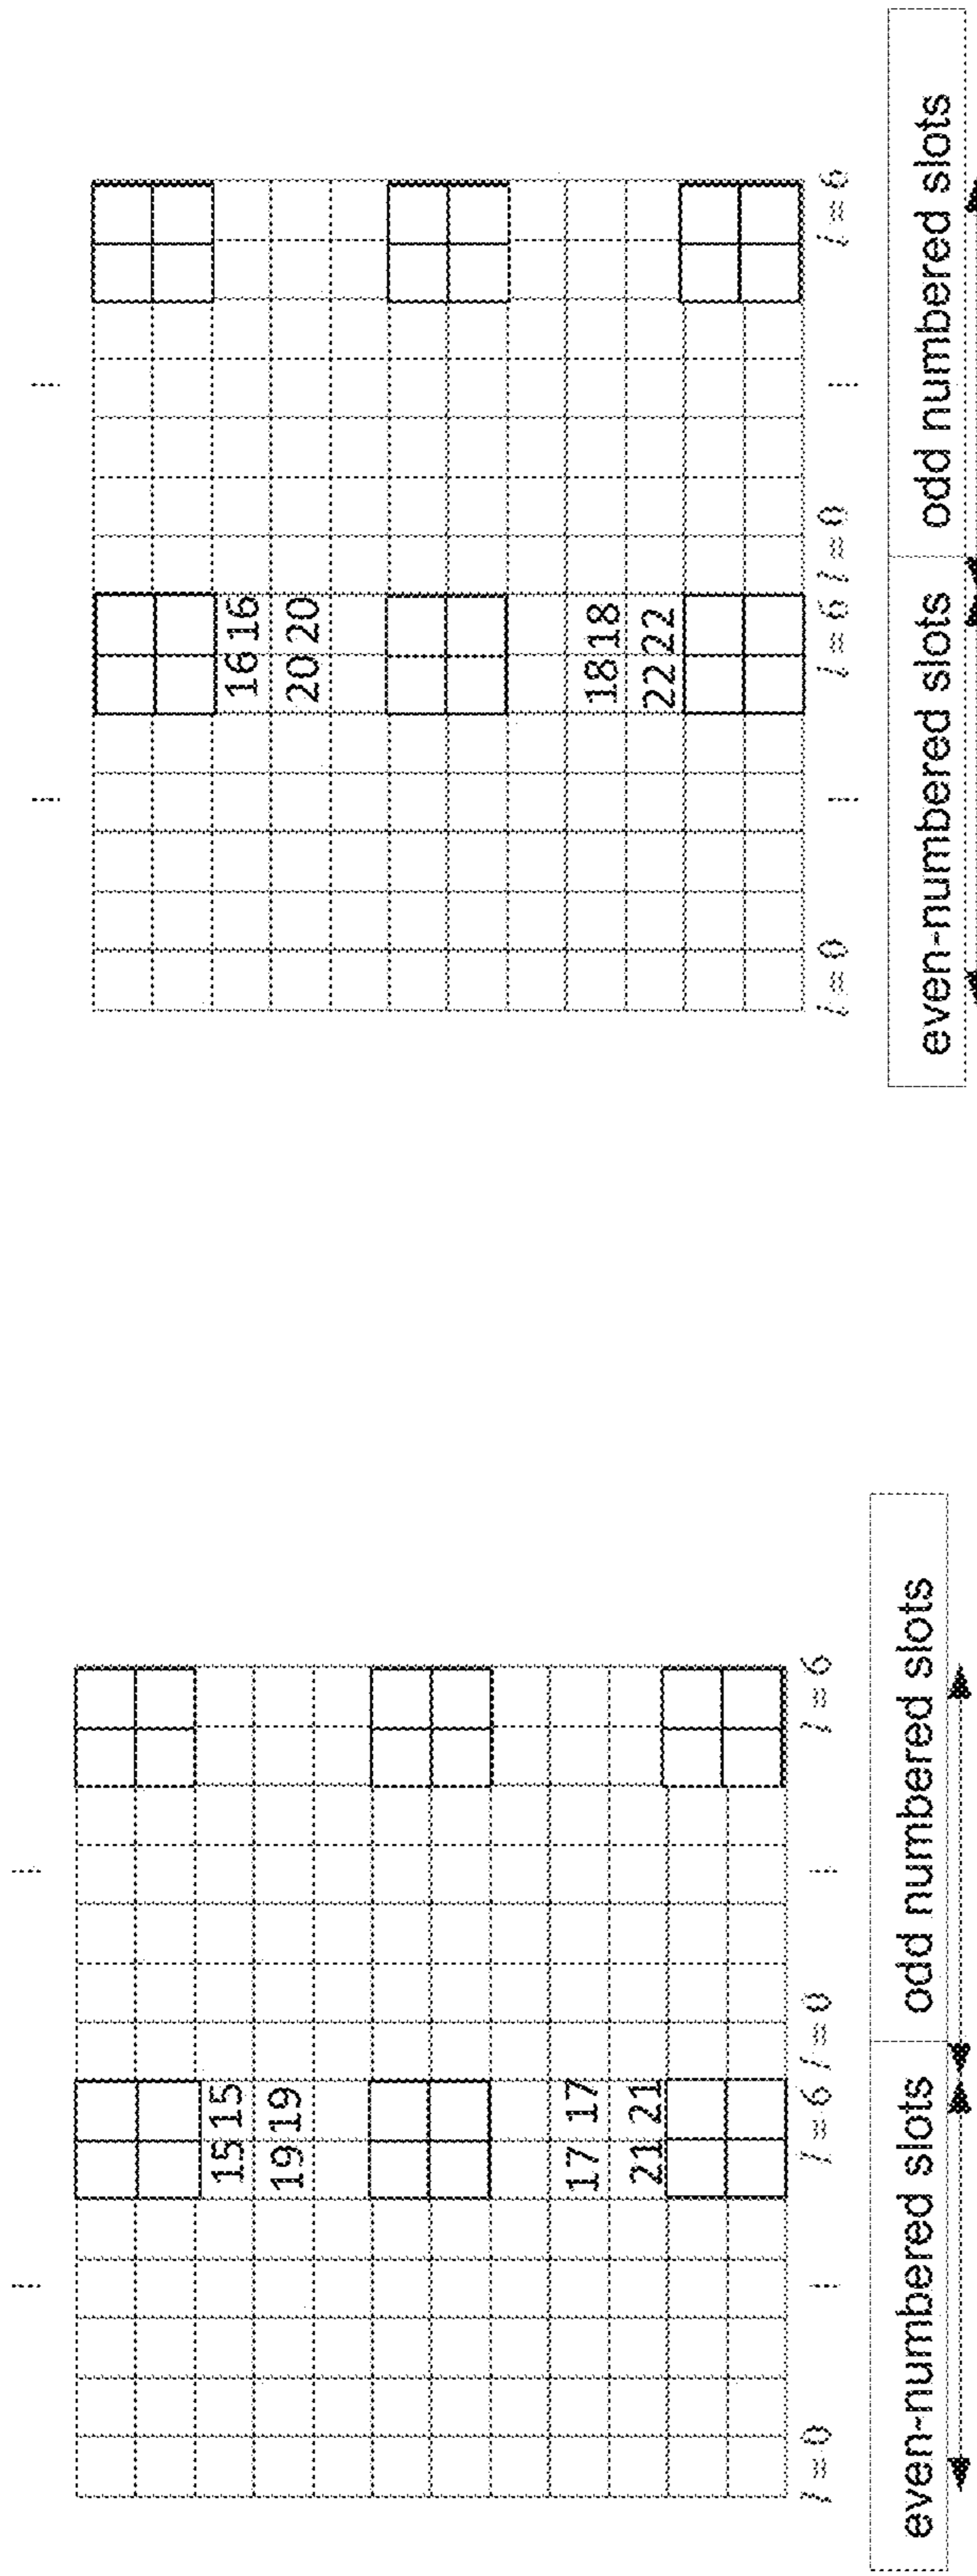 15 15
19 19
17 17
21 21
l = 0
l = 6
l = 0
l = 6
even-numbered slots
odd numbered slots
16 16
20 20
18 18
22 22
l = 0
l = 6
l = 0
l = 6
even-numbered slots
odd numbered slots